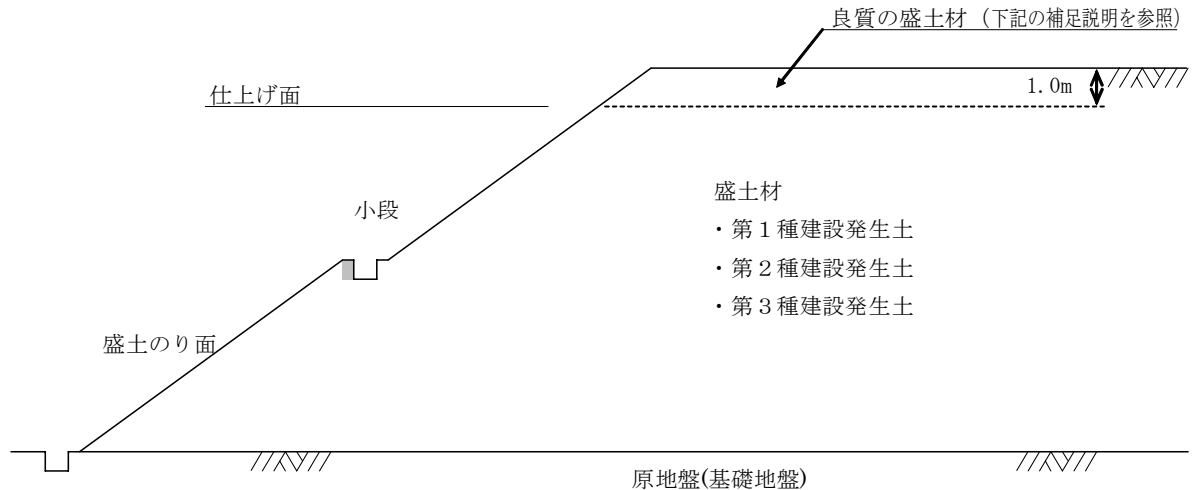 良質の盛土材（下記の補足説明を参照）
1.0m
仕上げ面
盛土材
小段
・第１種建設発生土
・第２種建設発生土
・第３種建設発生土
盛土のり面
原地盤(基礎地盤)